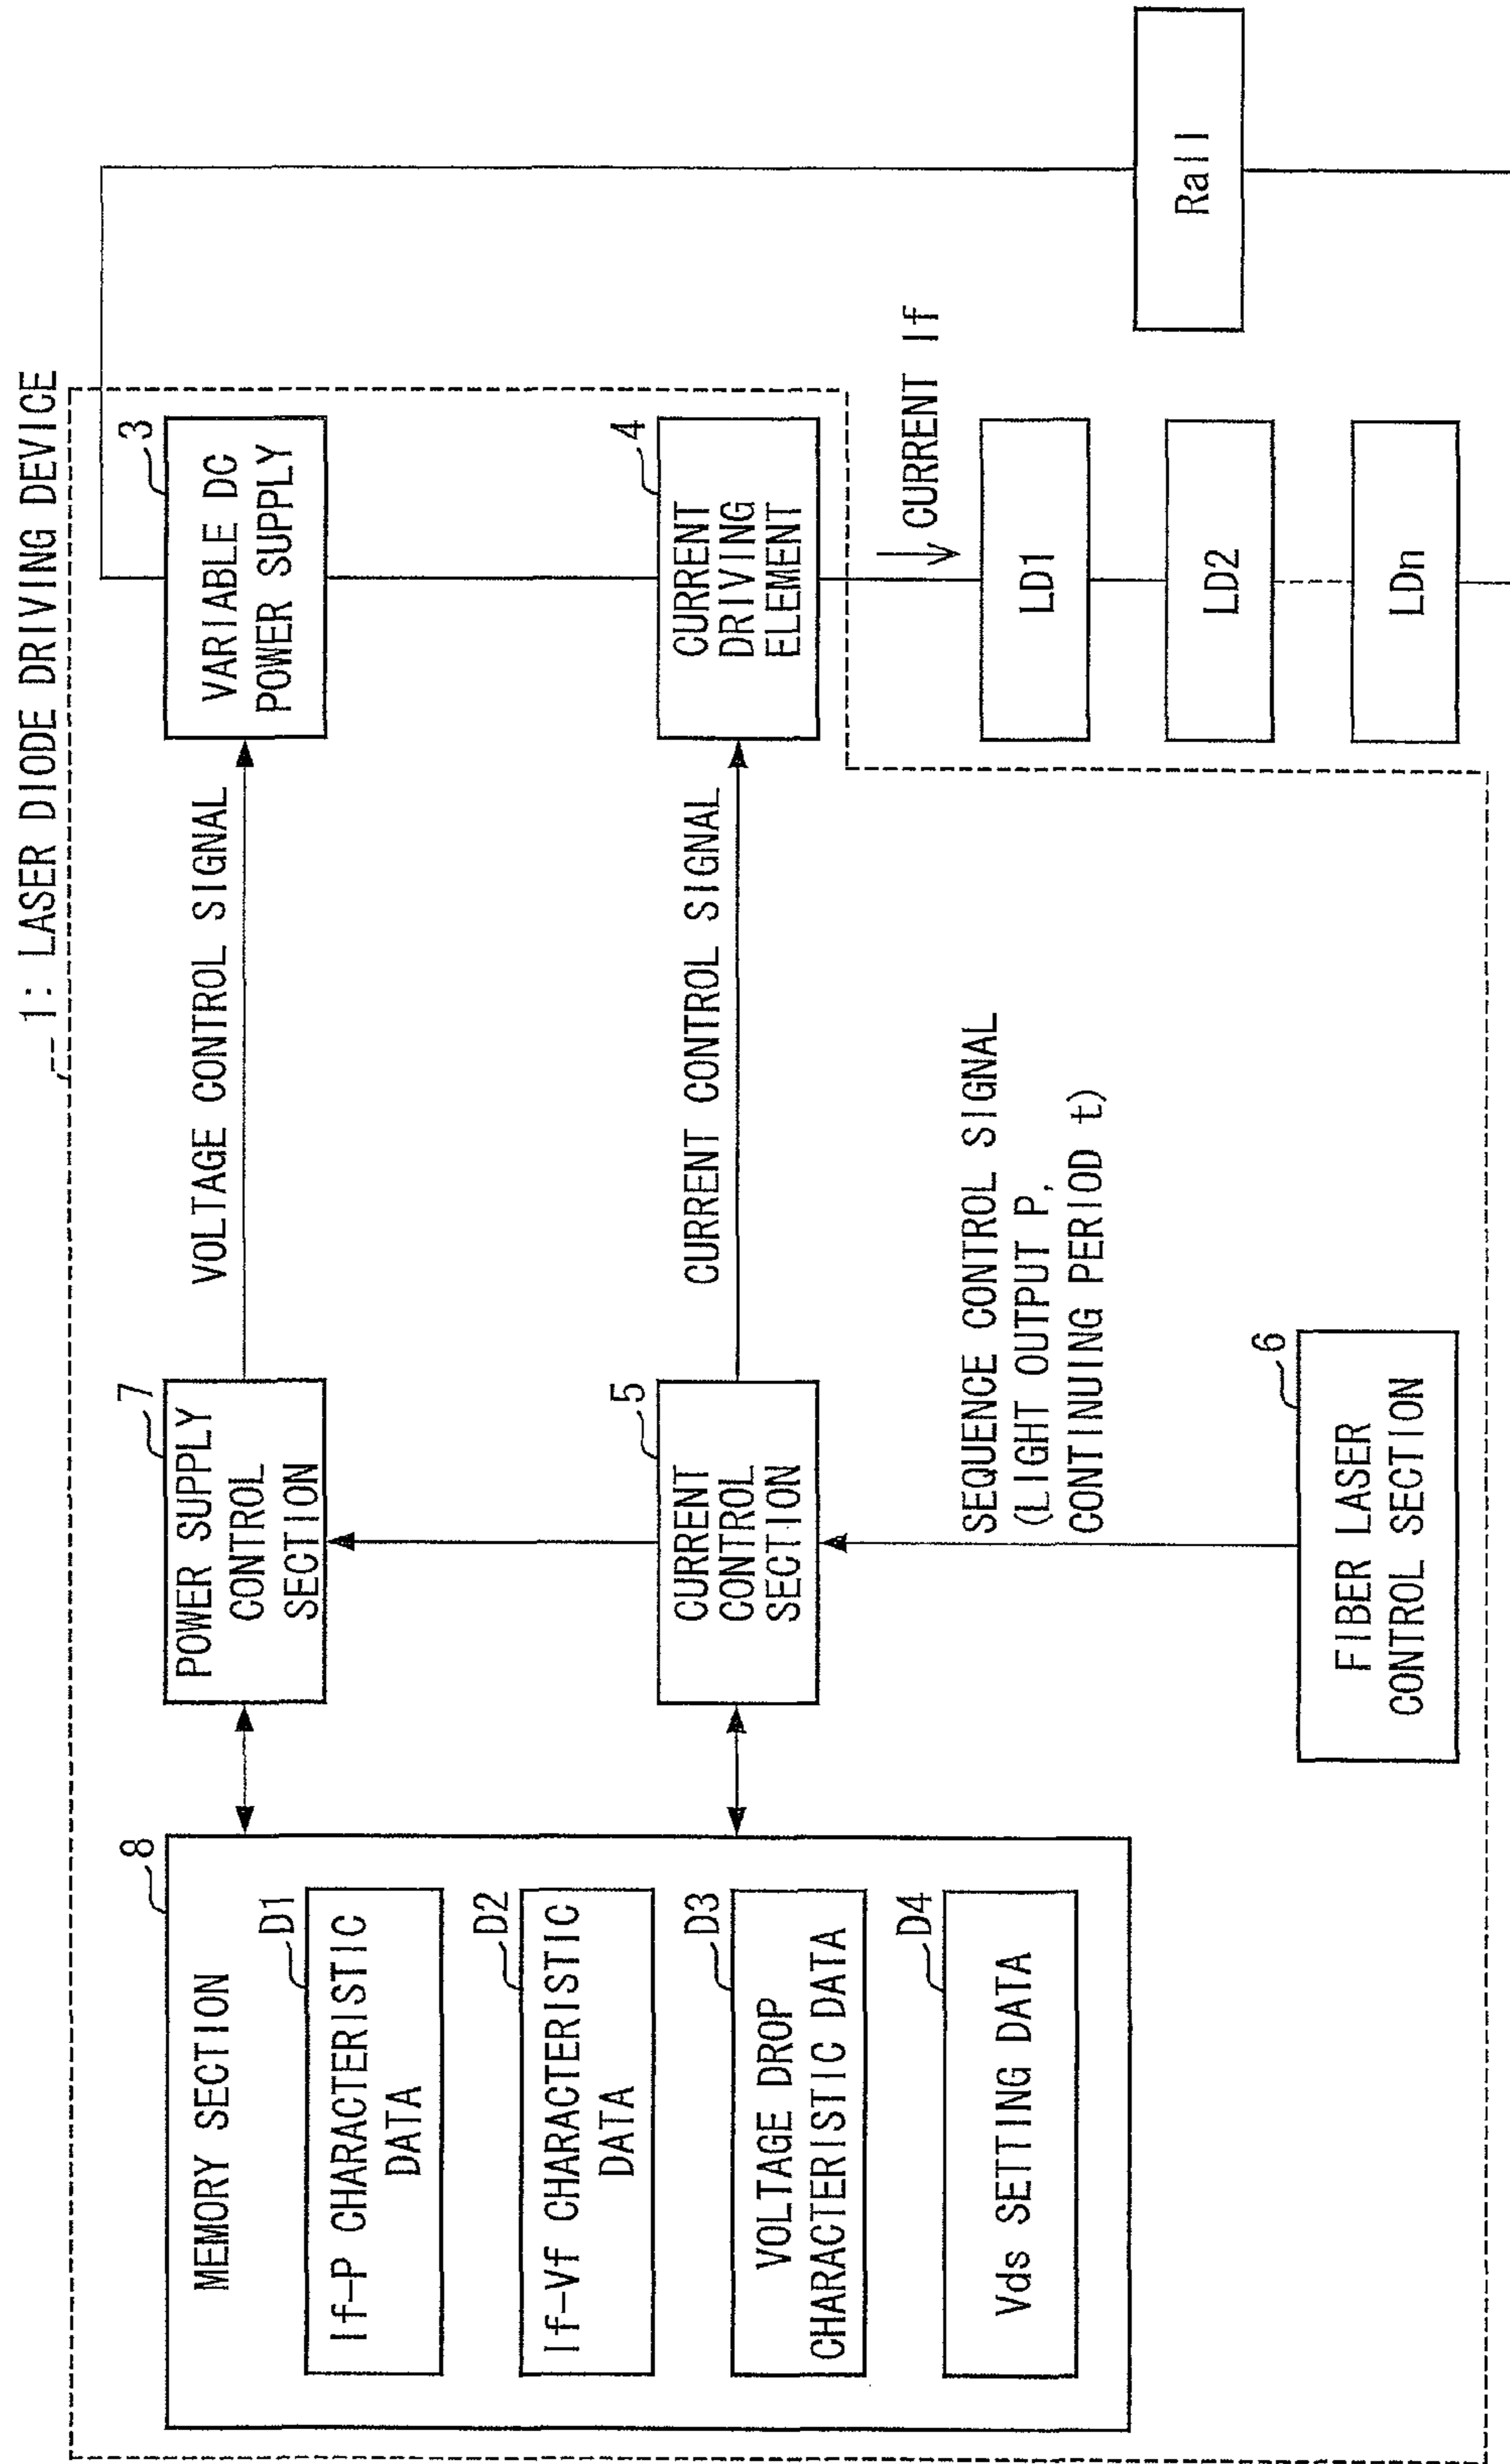 1: LASER DIODE DRIVING DEVICE
8
MEMORY SECTION
D1
If-P CHARACTERISTIC
DATA
D2
If-Vf CHARACTERISTIC
DATA
D3
VOLTAGE DROP
CHARACTERISTIC DATA
D4
Vds SETTING DATA
7
POWER SUPPLY
CONTROL
SECTION
VOLTAGE CONTROL SIGNAL
3
VARIABLE DC
POWER SUPPLY
5
CURRENT
CONTROL
SECTION
CURRENT CONTROL SIGNAL
4
CURRENT
DRIVING
ELEMENT
SEQUENCE CONTROL SIGNAL
(LIGHT OUTPUT P,
CONTINUING PERIOD t)
6
FIBER LASER
CONTROL SECTION
CURRENT If
LD1
LD2
LDn
Rall